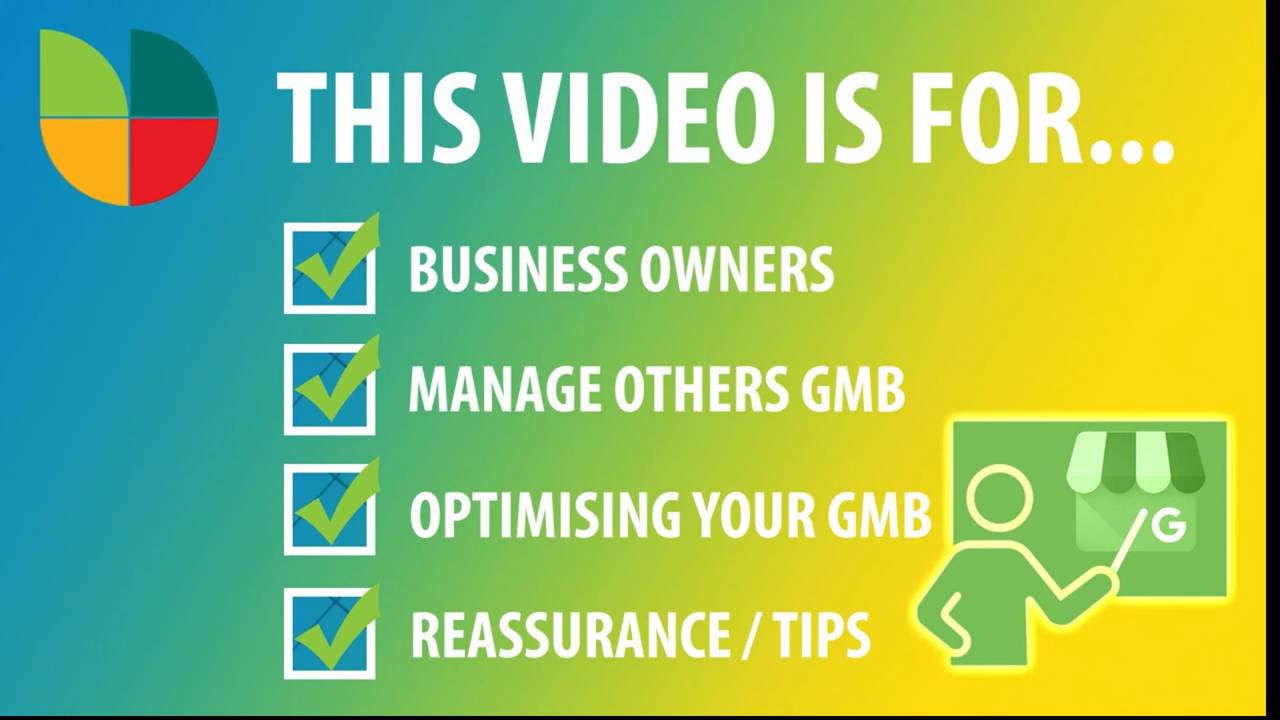 THIS VIDEO IS FOR...
BUSINESS OWNERS
MANAGE OTHERS GMB
OPTIMISING YOUR GMB
REASSURANCE / TIPS
G